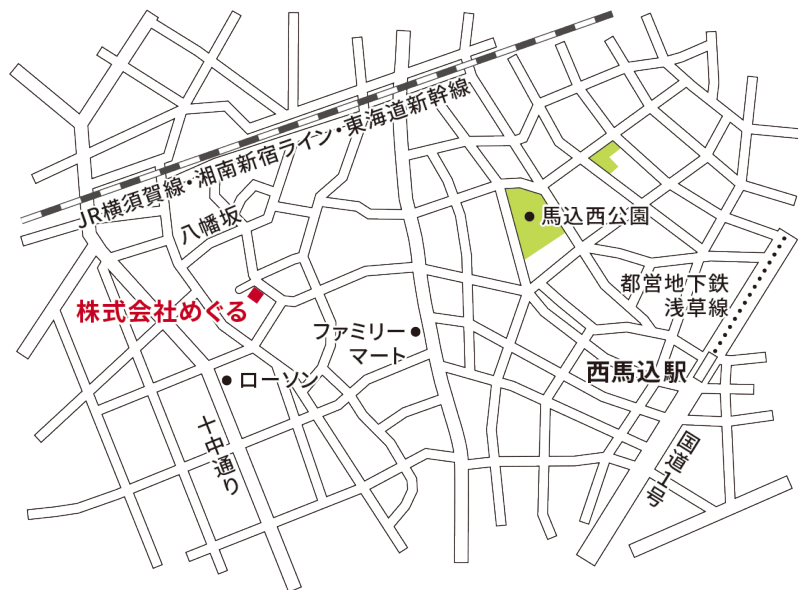 JR横須賀線・湘南新宿ライン・東海道新幹線
八幡坂
馬込西公園
都営地下鉄
浅草線
株式会社めぐる
ファミリー
マート
西馬込駅
ローソン
十中通り
国道1号